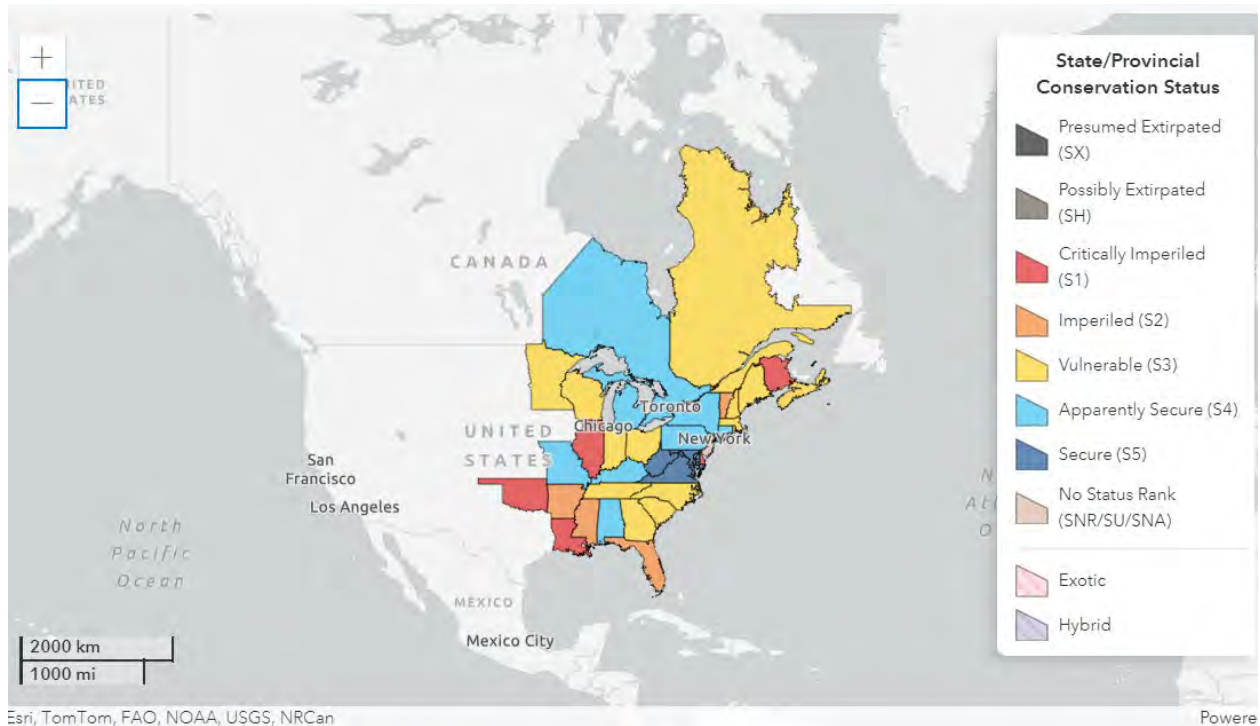 +
−
ITED
ATES
CANADA
Toronto
Chicago
New York
UNITED
STATES
San
Francisco
Los Angeles
North
Pacific
Ocean
MEXICO
Mexico City
N
At
O
2000 km
1000 mi
State/Provincial
Conservation Status
Presumed Extirpated
(SX)
Possibly Extirpated
(SH)
Critically Imperiled
(S1)
Imperiled (S2)
Vulnerable (S3)
Apparently Secure (S4)
Secure (S5)
No Status Rank
(SNR/SU/SNA)
Exotic
Hybrid
Esri, TomTom, FAO, NOAA, USGS, NRCan
Powere